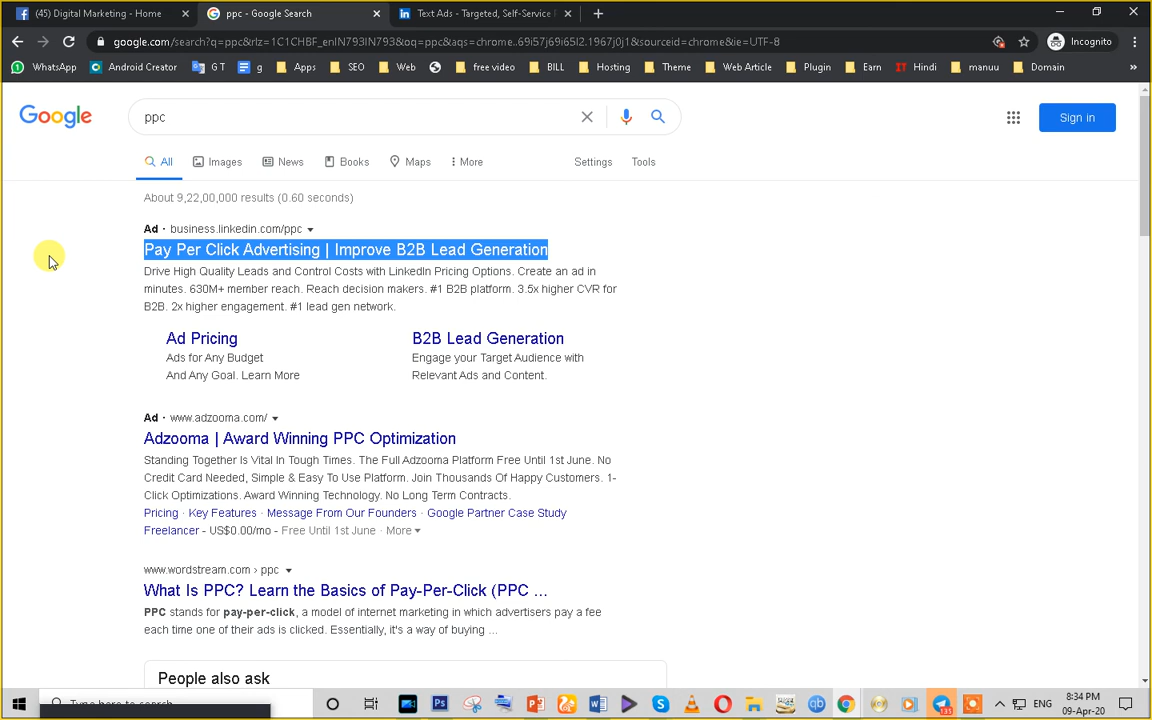 (45) Digital Marketing - Home
ppc - Google Search
Text Ads - Targeted, Self-Service
google.com/search?q=ppc&rlz=1C1CHBF_enIN793IN793&oq=ppc&aqs=chrome..69i57j69i65l2.1967j0j1&sourceid=chrome&ie=UTF-8
Incognito
WhatsApp Android Creator G T g Apps SEO Web free video BILL Hosting Theme Web Article Plugin Earn Hindi manuu Domain »
Google
ppc
Sign in
All Images News Books Maps More Settings Tools
About 9,22,00,000 results (0.60 seconds)
Ad · business.linkedin.com/ppc
Pay Per Click Advertising | Improve B2B Lead Generation
Drive High Quality Leads and Control Costs with LinkedIn Pricing Options. Create an ad in
minutes. 630M+ member reach. Reach decision makers. #1 B2B platform. 3.5x higher CVR for
B2B. 2x higher engagement. #1 lead gen network.
Ad Pricing
Ads for Any Budget
And Any Goal. Learn More
B2B Lead Generation
Engage your Target Audience with
Relevant Ads and Content.
Ad · www.adzooma.com/
Adzooma | Award Winning PPC Optimization
Standing Together Is Vital In Tough Times. The Full Adzooma Platform Free Until 1st June. No
Credit Card Needed, Simple & Easy To Use Platform. Join Thousands Of Happy Customers. 1-
Click Optimizations. Award Winning Technology. No Long Term Contracts.
Pricing · Key Features · Message From Our Founders · Google Partner Case Study
Freelancer - US$0.00/mo - Free Until 1st June · More
www.wordstream.com › ppc
What Is PPC? Learn the Basics of Pay-Per-Click (PPC ...
PPC stands for pay-per-click, a model of internet marketing in which advertisers pay a fee
each time one of their ads is clicked. Essentially, it's a way of buying ...
People also ask
Type here to search
ENG
8:34 PM
09-Apr-20